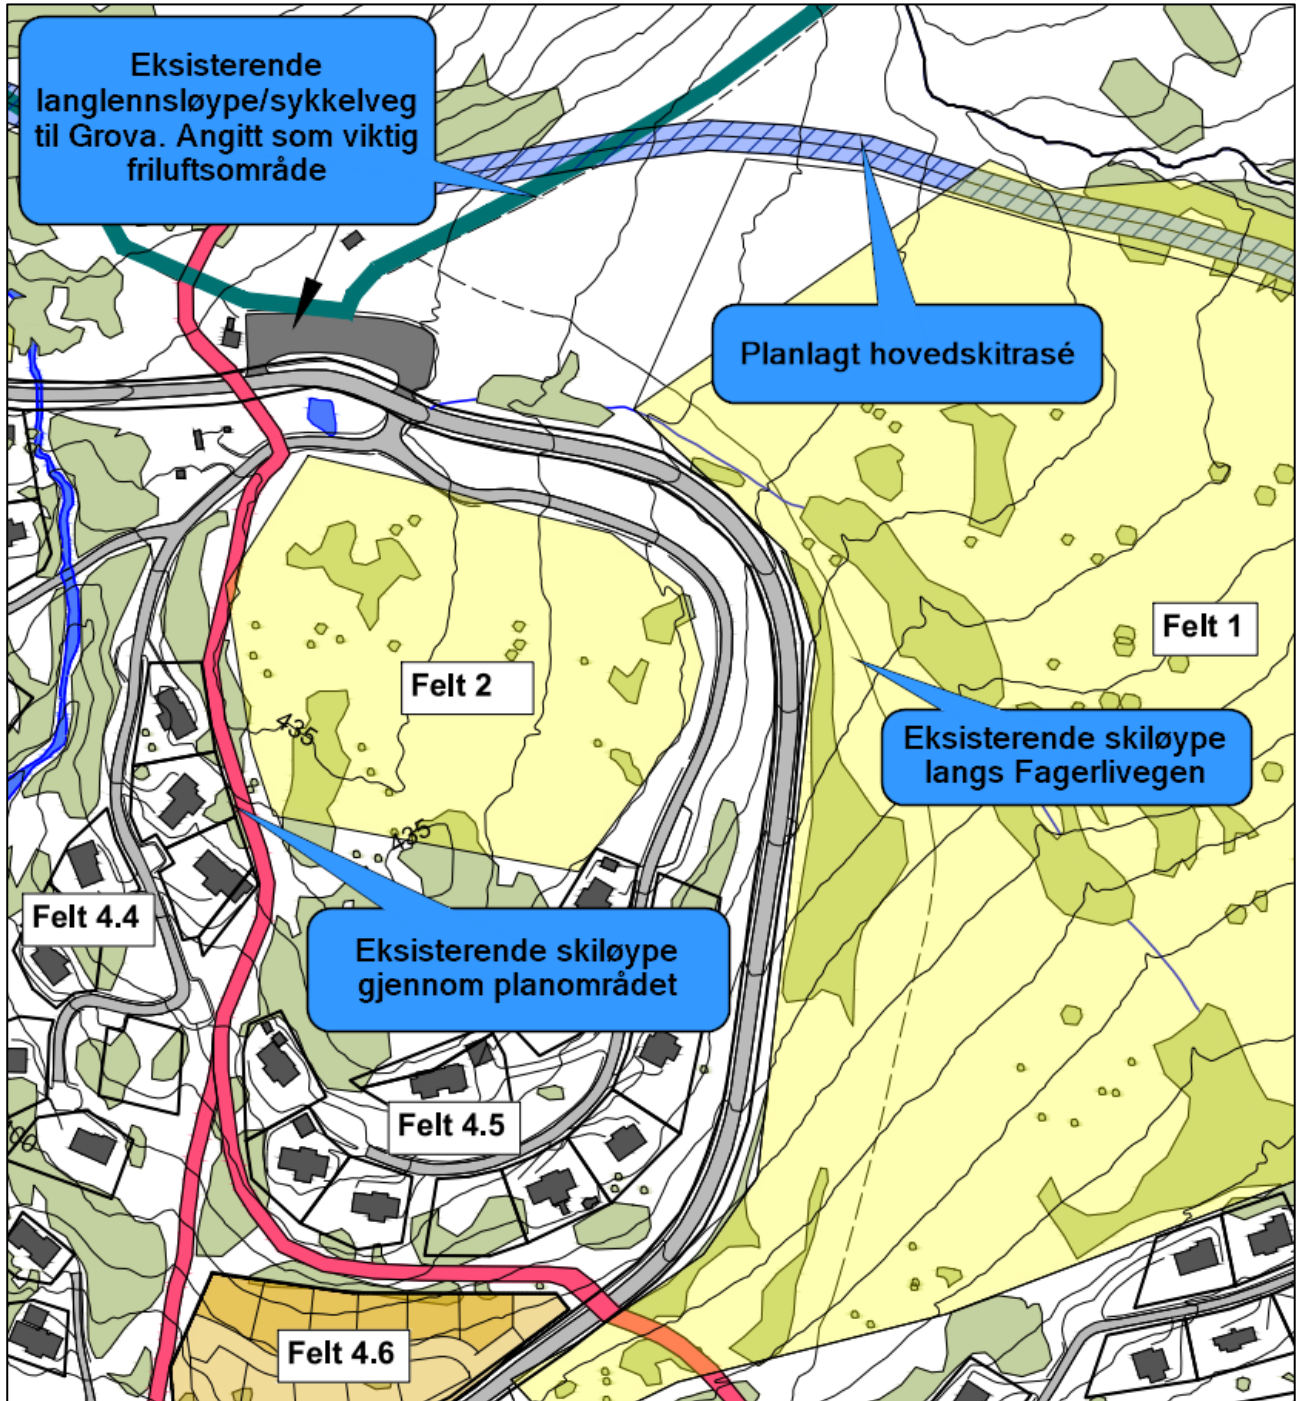 Eksisterende
langlennsløype/sykkelveg
til Grova. Angitt som viktig
friluftsområde
Planlagt hovedskitrasé
Felt 1
Felt 2
435
Eksisterende skiløype
langs Fagerlivegen
435
Felt 4.4
Eksisterende skiløype
gjennom planområdet
Felt 4.5
Felt 4.6